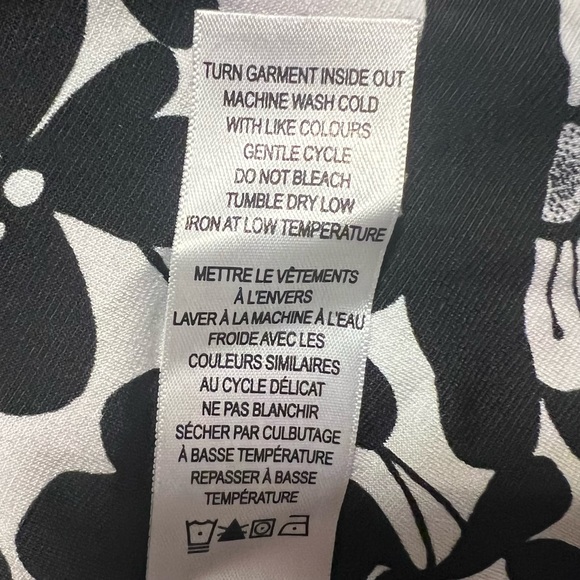 TURN GARMENT INSIDE OUT
MACHINE WASH COLD
WITH LIKE COLOURS
GENTLE CYCLE
DO NOT BLEACH
TUMBLE DRY LOW
IRON AT LOW TEMPERATURE
METTRE LE VÊTEMENTS
À L'ENVERS
LAVER À LA MACHINE À L'EAU
FROIDE AVEC LES
COULEURS SIMILAIRES
AU CYCLE DÉLICAT
NE PAS BLANCHIR
SÉCHER PAR CULBUTAGE
À BASSE TEMPÉRATURE
REPASSER À BASSE
TEMPÉRATURE